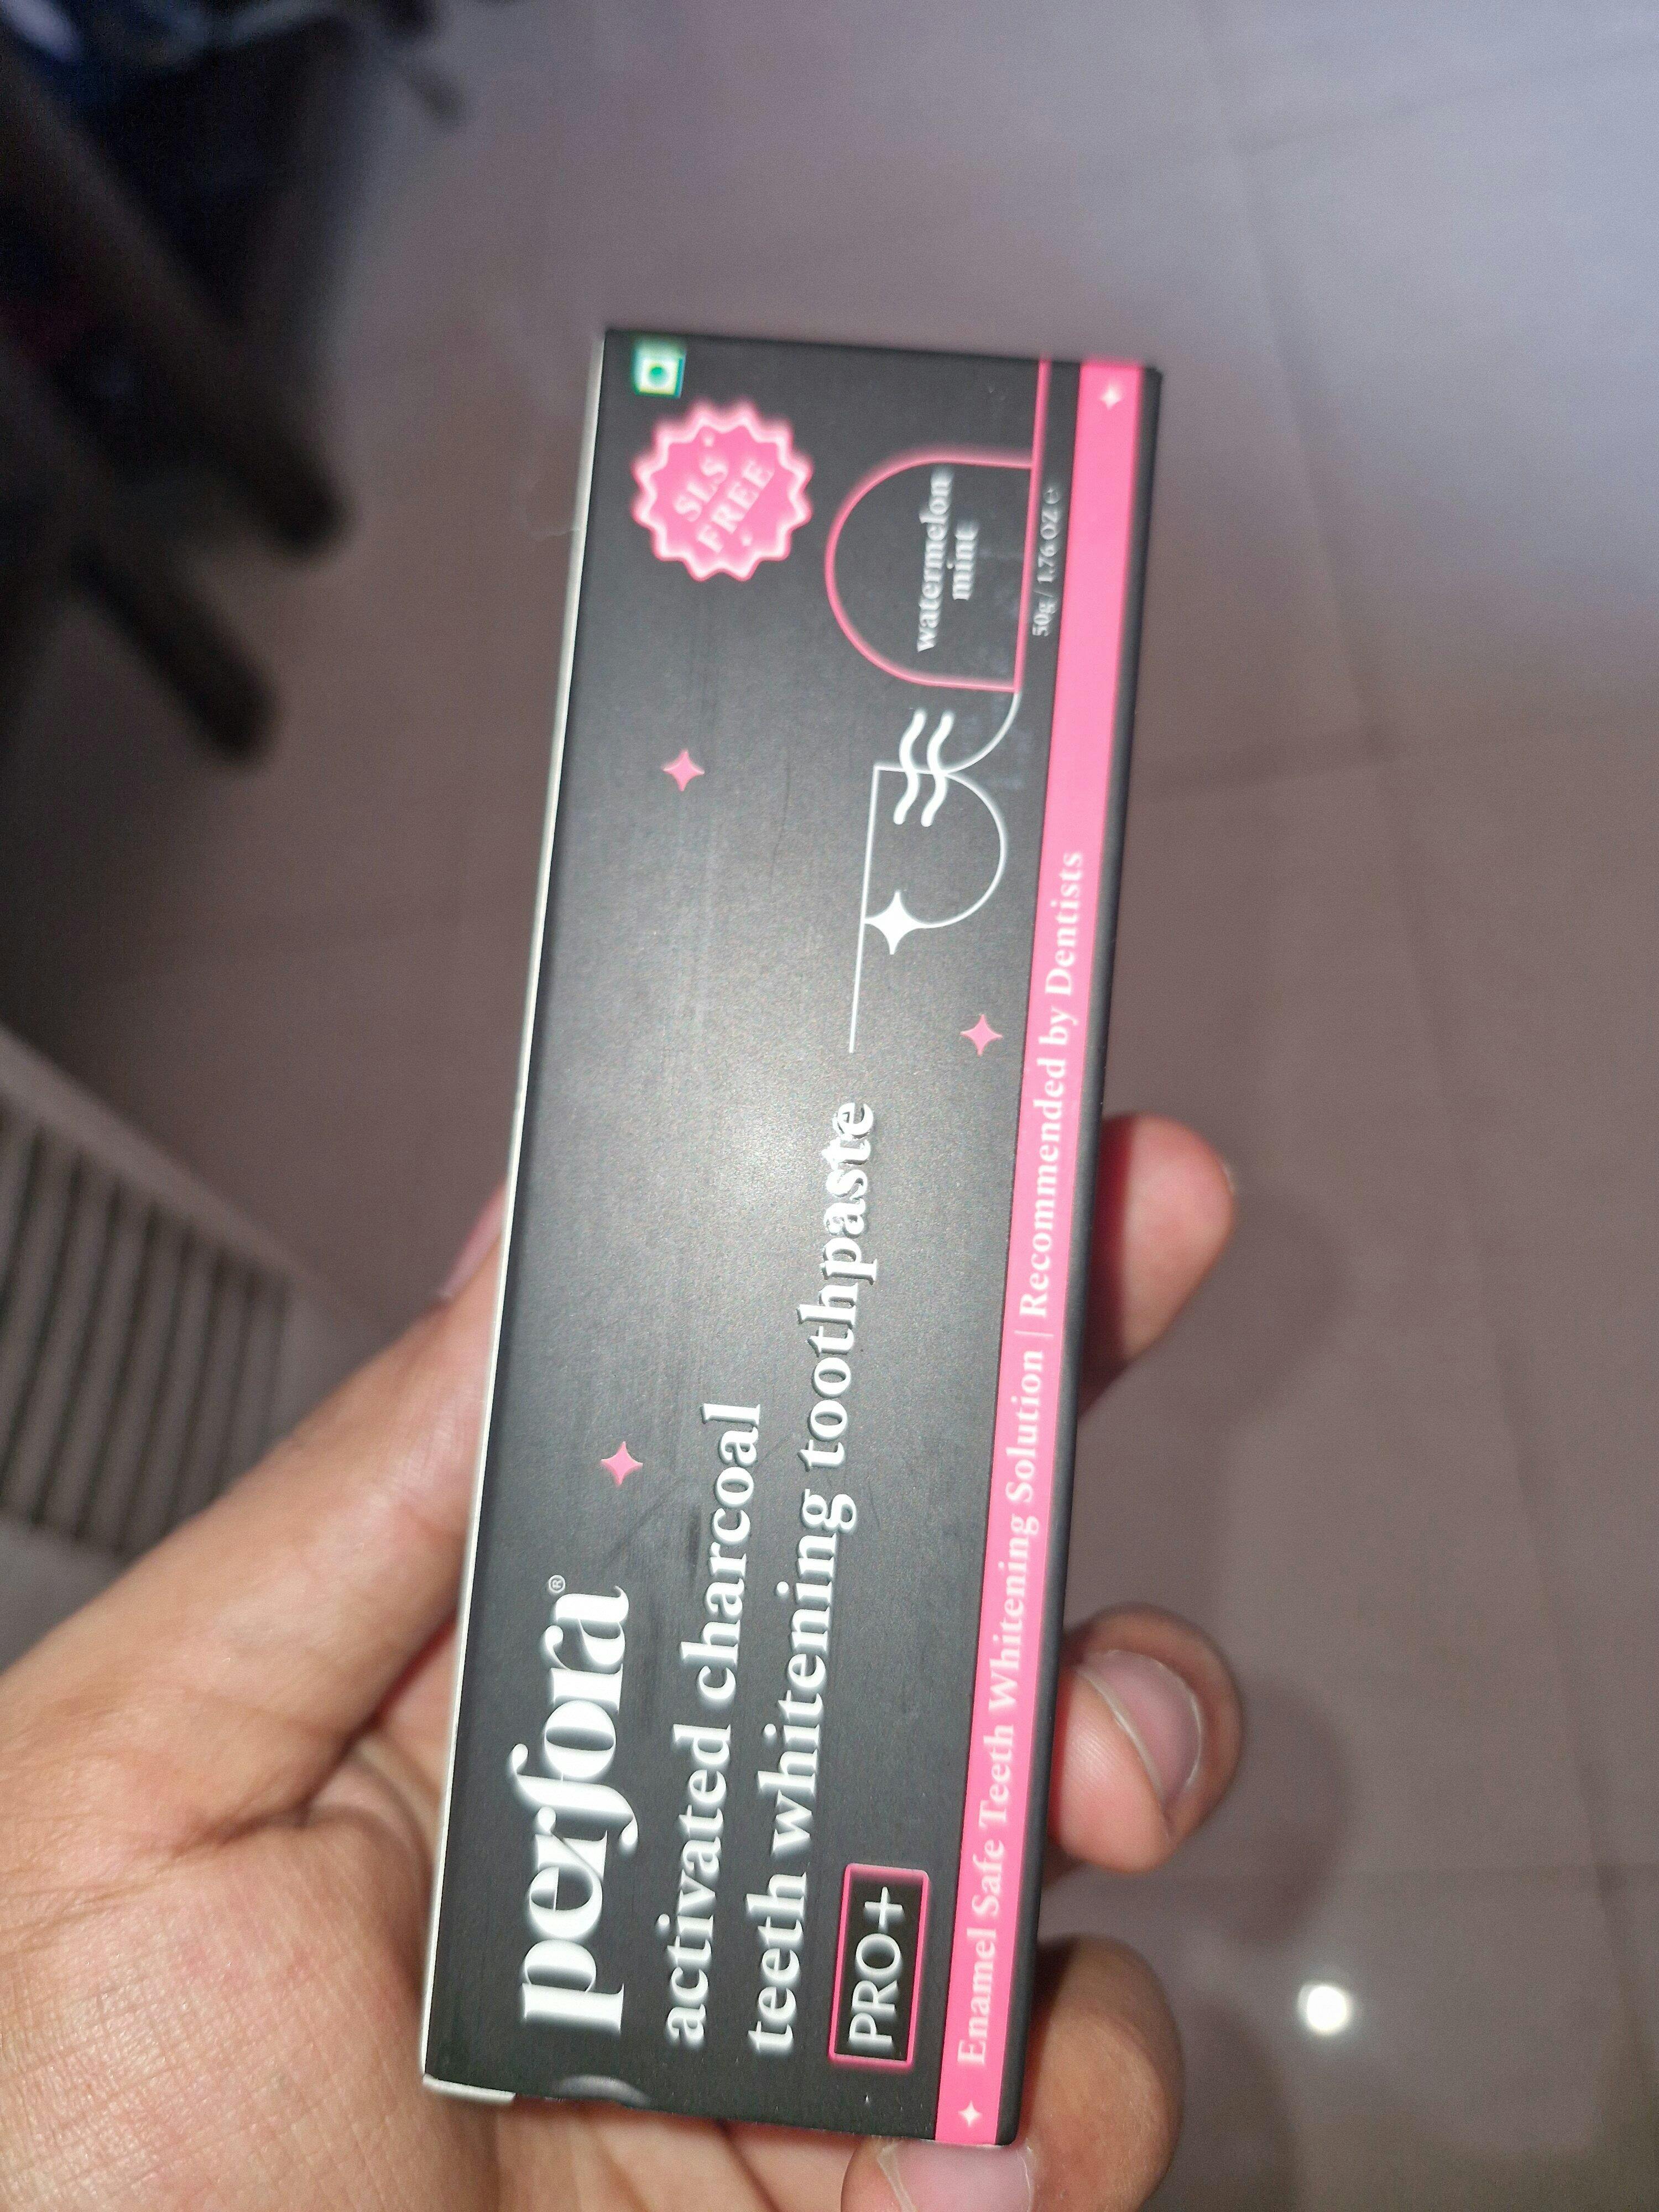 perfora®
activated charcoal
teeth whitening toothpaste
PRO+
SLS
FREE
watermelon
mint
50g / 1.76 OZ e
Enamel Safe Teeth Whitening Solution | Recommended by Dentists